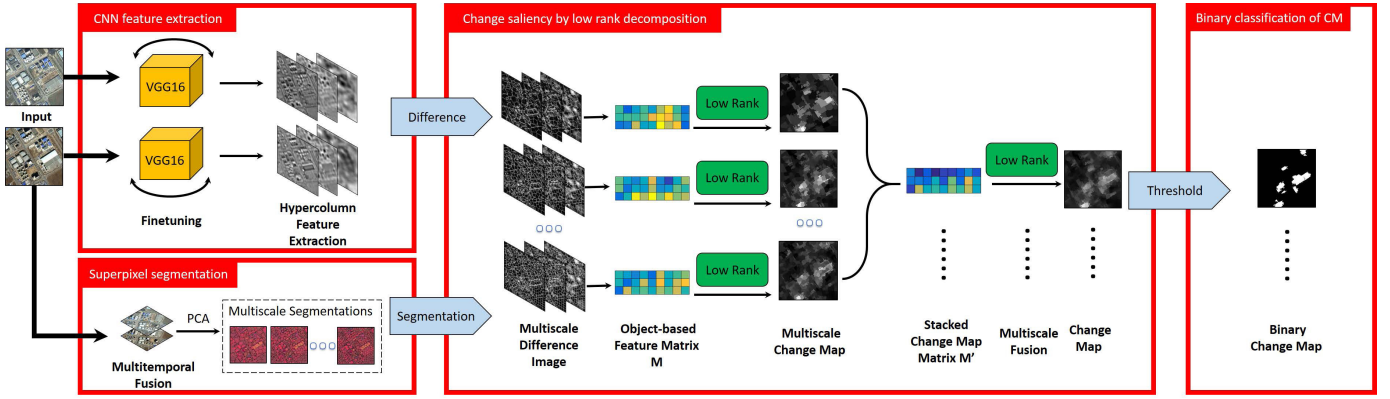 CNN feature extraction
Input
VGG16
VGG16
Finetuning
Hypercolumn
Feature
Extraction
Superpixel segmentation
PCA
Multiscale Segmentations
Multitemporal
Fusion
Difference
Segmentation
Change saliency by low rank decomposition
Low Rank
Low Rank
Low Rank
Low Rank
Multiscale
Difference
Image
Object-based
Feature Matrix
M
Multiscale
Change Map
Stacked
Change Map
Matrix M’
Multiscale
Fusion
Change
Map
Threshold
Binary classification of CM
Binary
Change Map